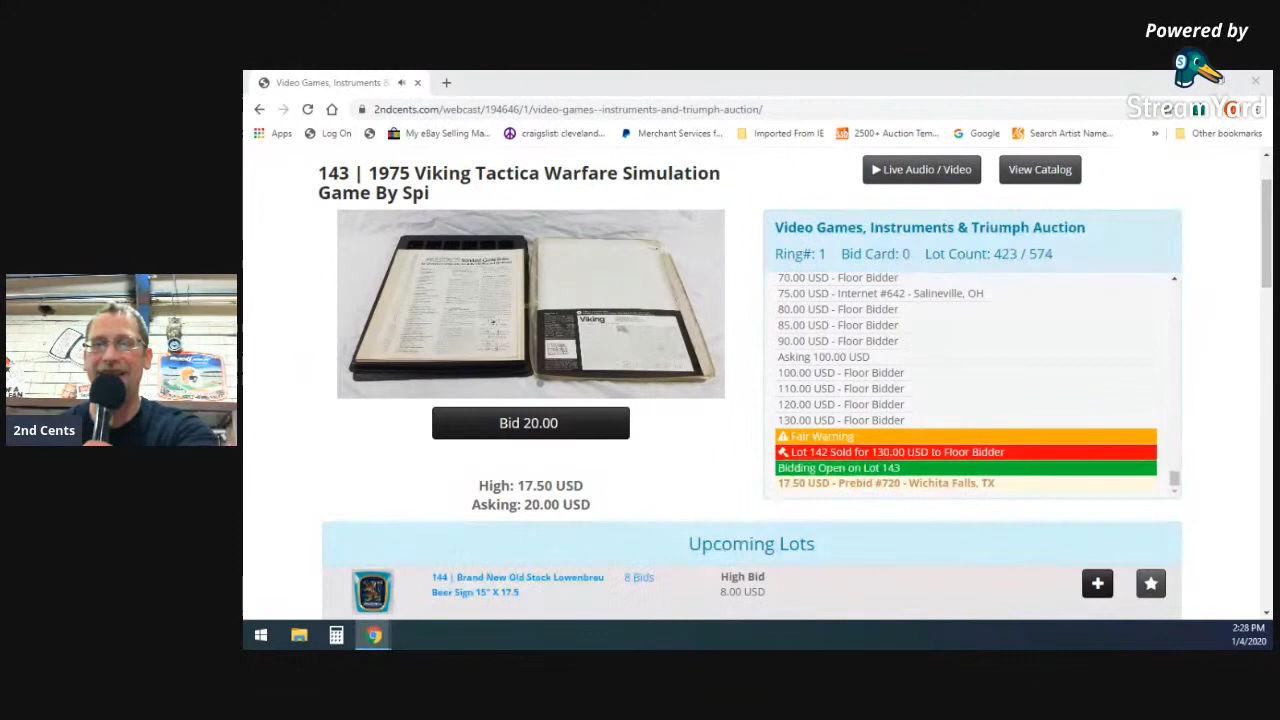 Powered by
StreamYard
Video Games, Instruments &
2ndcents.com/webcast/194646/1/video-games--instruments-and-triumph-auction/
Apps
Log On
My eBay Selling Ma...
craigslist: cleveland...
Merchant Services f...
Imported From IE
2500+ Auction Tem...
Google
Search Artist Name...
»
Other bookmarks
143 | 1975 Viking Tactica Warfare Simulation
Game By Spi
Live Audio / Video
View Catalog
Viking
Bid 20.00
High: 17.50 USD
Asking: 20.00 USD
Video Games, Instruments & Triumph Auction
Ring#: 1 Bid Card: 0 Lot Count: 423 / 574
70.00 USD - Floor Bidder
75.00 USD - Internet #642 - Salineville, OH
80.00 USD - Floor Bidder
85.00 USD - Floor Bidder
90.00 USD - Floor Bidder
Asking 100.00 USD
100.00 USD - Floor Bidder
110.00 USD - Floor Bidder
120.00 USD - Floor Bidder
130.00 USD - Floor Bidder
Fair Warning
Lot 142 Sold for 130.00 USD to Floor Bidder
Bidding Open on Lot 143
17.50 USD - Prebid #720 - Wichita Falls, TX
2nd Cents
Upcoming Lots
144 | Brand New Old Stock Lowenbrau
Beer Sign 15" X 17.5
8 Bids
High Bid
8.00 USD
2:28 PM
1/4/2020